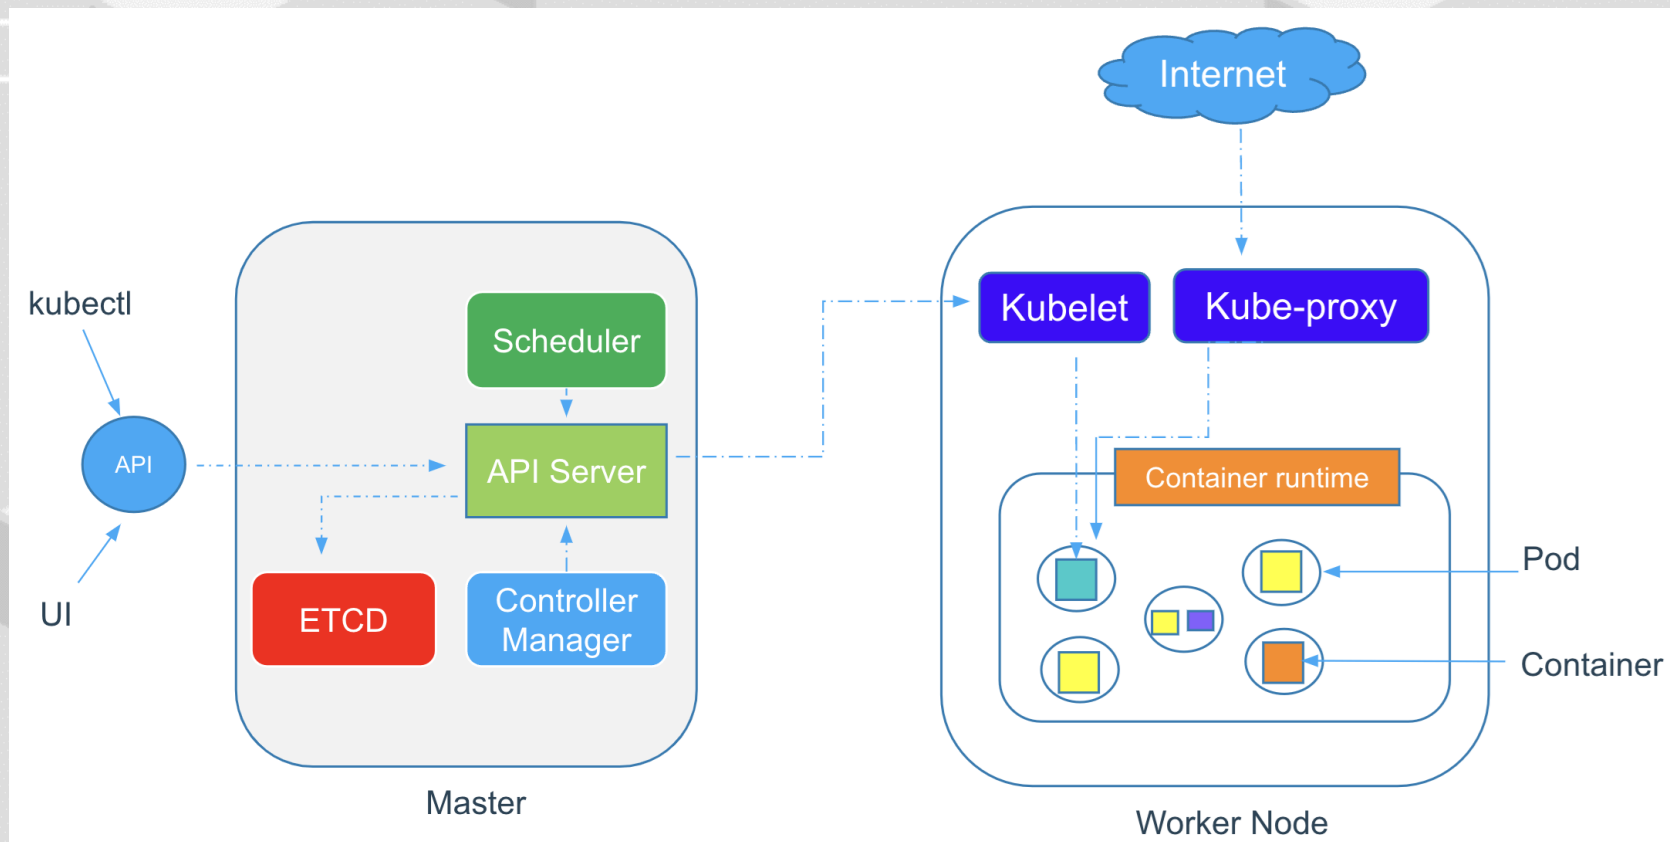 Internet
kubectl
Scheduler
Kubelet
Kube-proxy
API
API Server
Container runtime
UI
ETCD
Controller
Manager
Pod
Container
Master
Worker Node